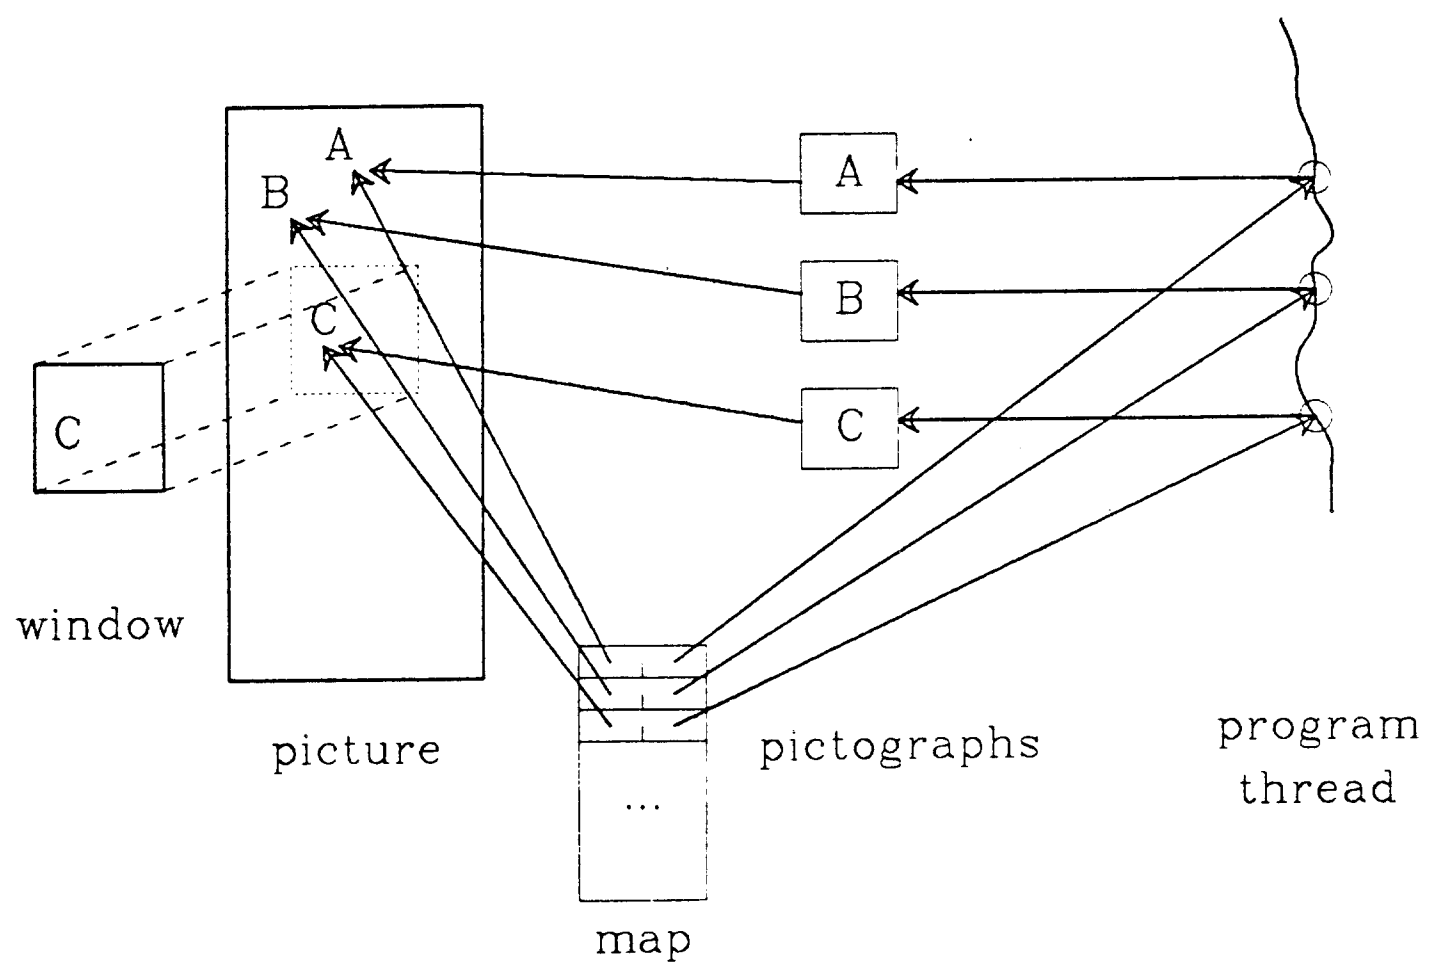 A
B
C
A
B
C
C
window
picture
...
map
pictographs
program
thread